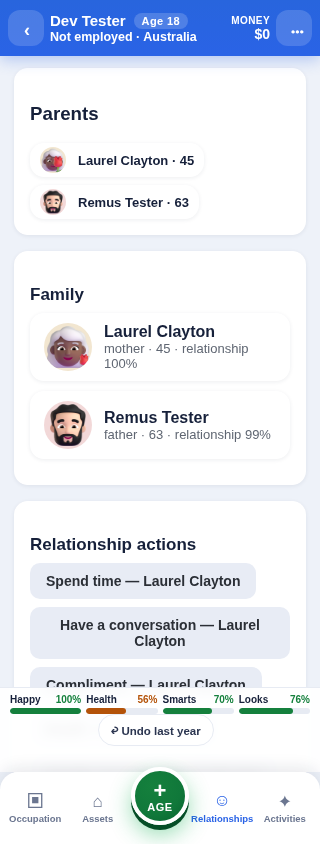 Dev Tester Age 18
Not employed · Australia
MONEY
$0
Parents
Laurel Clayton · 45
Remus Tester · 63
Family
Laurel Clayton
mother · 45 · relationship
100%
Remus Tester
father · 63 · relationship 99%
Relationship actions
Spend time — Laurel Clayton
Have a conversation — Laurel
Clayton
Compliment — Laurel Clayton
Happy 100% Health 56% Smarts 70% Looks 76%
Undo last year
+
AGE
Occupation Assets Relationships Activities